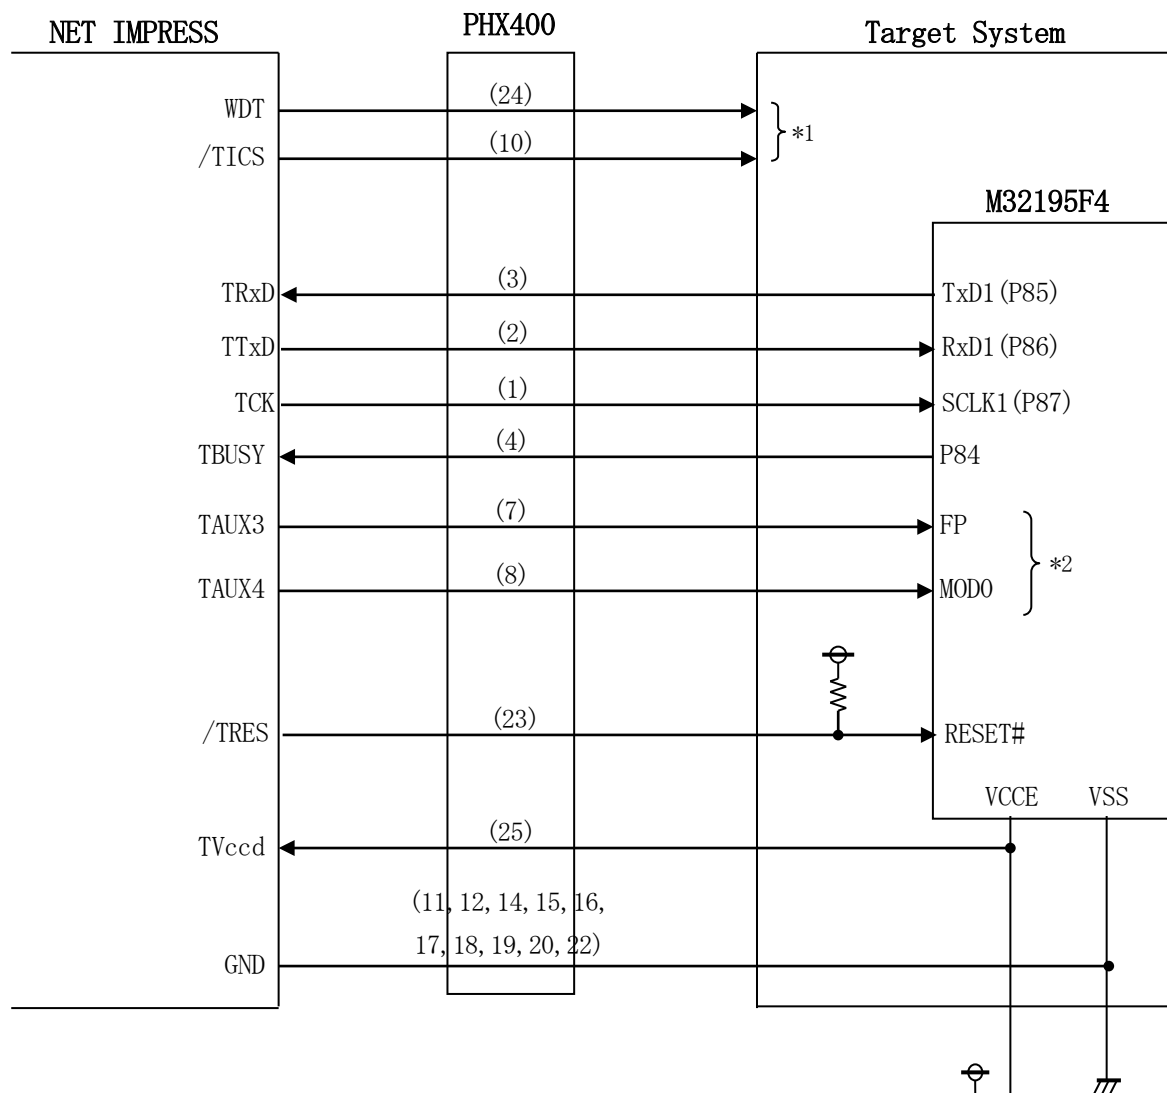 NET IMPRESS PHX400 Target System
WDT (24)
*1
/TICS (10)
M32195F4
TRxD (3) TxD1(P85)
TTxD (2) RxD1(P86)
TCK (1) SCLK1(P87)
TBUSY (4) P84
TAUX3 (7) FP
*2
TAUX4 (8) MOD0
/TRES (23) RESET#
VCCE VSS
TVccd (25)
(11,12,14,15,16,
17,18,19,20,22)
GND